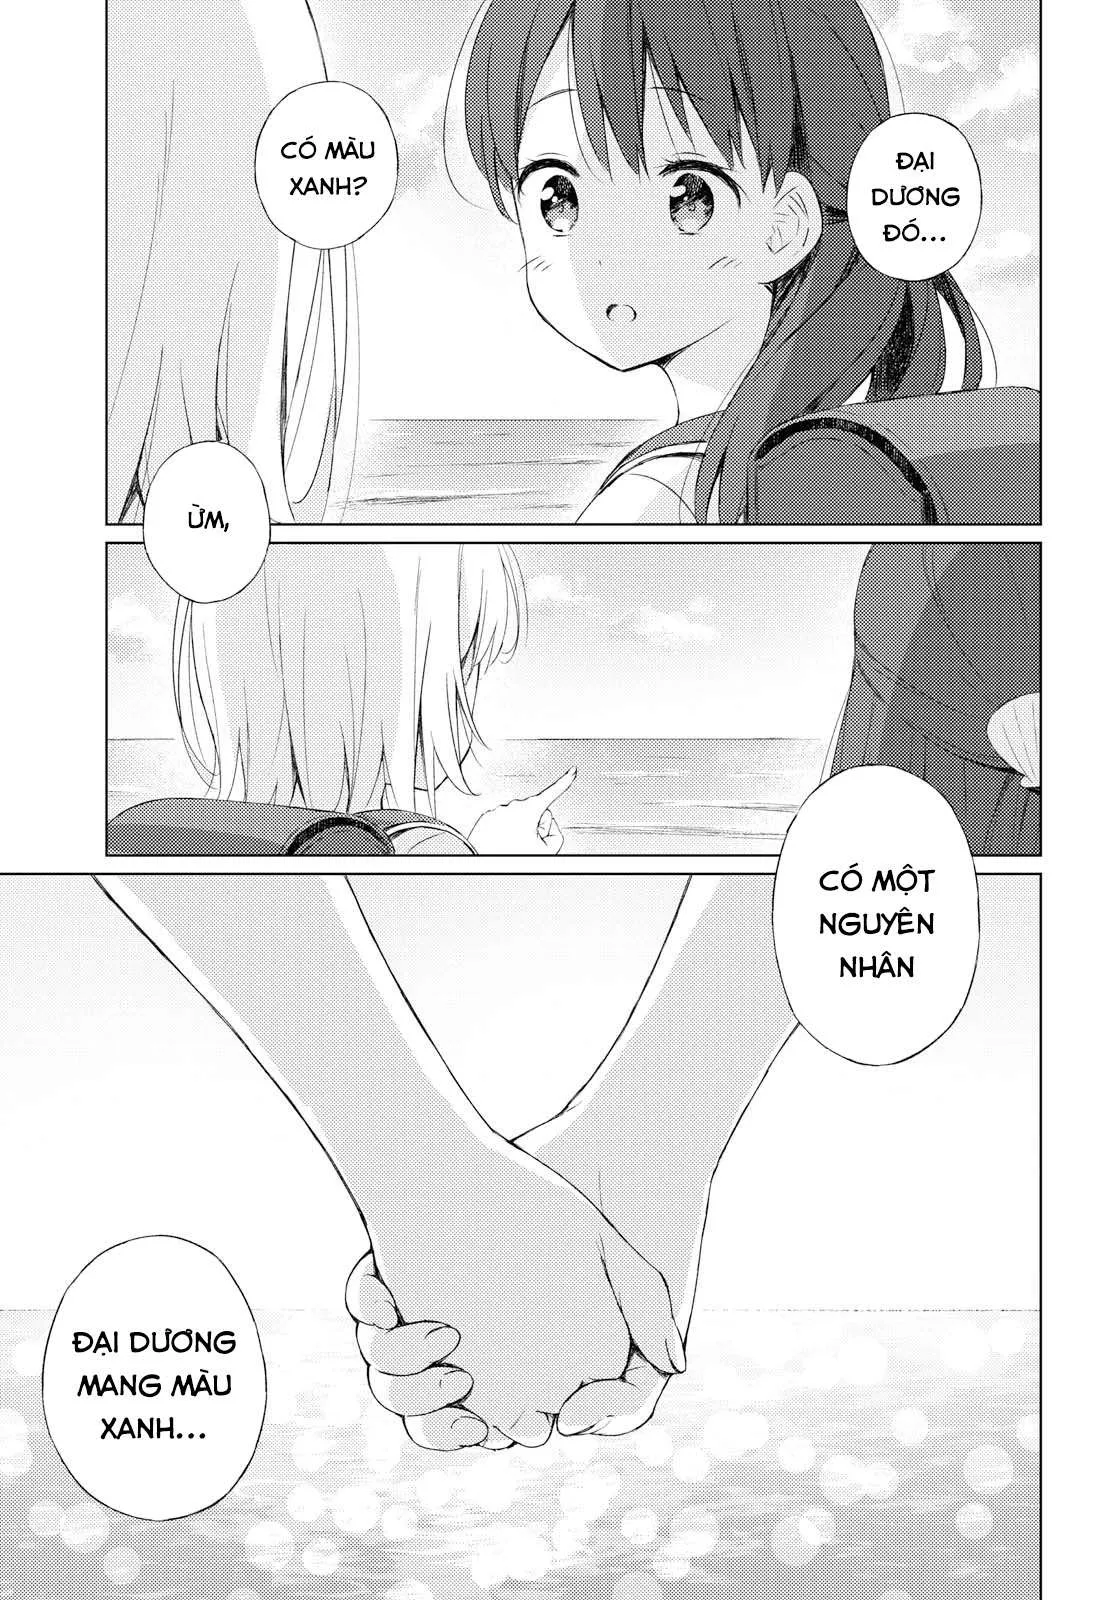 ĐẠI
DƯƠNG
ĐÓ...
CÓ MÀU
XANH?
ỪM,
CÓ MỘT
NGUYÊN
NHÂN
ĐẠI DƯƠNG
MANG MÀU
XANH...